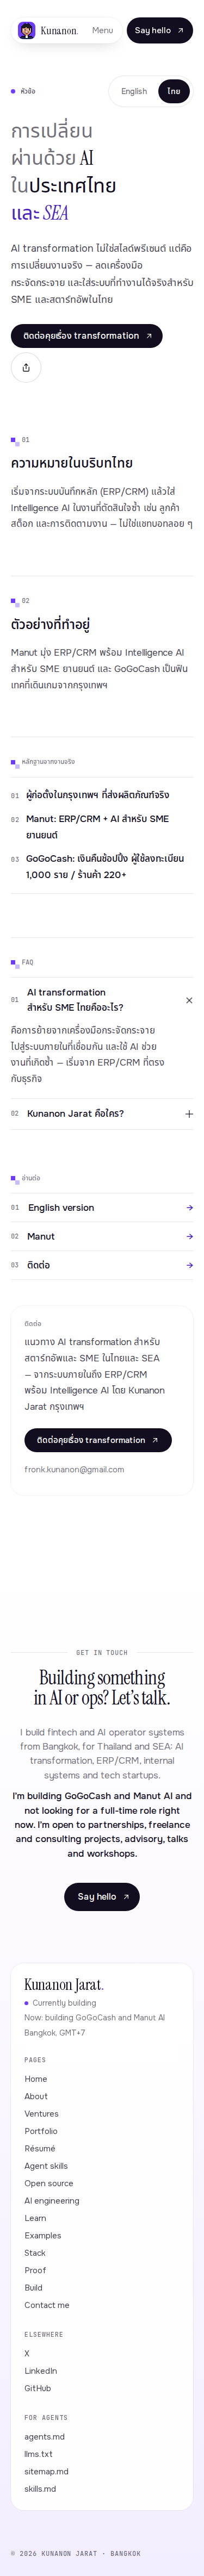 Kunanon.
Menu
Say hello
หัวข้อ
English
ไทย
การเปลี่ยน
ผ่านด้วย AI
ในประเทศไทย
และ SEA
AI transformation ไม่ใช่สไลด์พรีเซนต์ แต่คือ
การเปลี่ยนงานจริง — ลดเครื่องมือ
กระจัดกระจาย และใส่ระบบที่ทำงานได้จริงสำหรับ
SME และสตาร์ทอัพในไทย
ติดต่อคุยเรื่อง transformation
01
ความหมายในบริบทไทย
เริ่มจากระบบบันทึกหลัก (ERP/CRM) แล้วใส่
Intelligence AI ในงานที่ตัดสินใจซ้ำ เช่น ลูกค้า
สต็อก และการติดตามงาน — ไม่ใช่แชทบอทลอย ๆ
02
ตัวอย่างที่ทำอยู่
Manut มุ่ง ERP/CRM พร้อม Intelligence AI
สำหรับ SME ยานยนต์ และ GoGoCash เป็นฟิน
เทคที่เดินเกมจากกรุงเทพฯ
หลักฐานจากงานจริง
01
ผู้ก่อตั้งในกรุงเทพฯ ที่ส่งผลิตภัณฑ์จริง
02
Manut: ERP/CRM + AI สำหรับ SME
ยานยนต์
03
GoGoCash: เงินคืนช้อปปิ้ง ผู้ใช้ลงทะเบียน
1,000 ราย / ร้านค้า 220+
FAQ
01
AI transformation
สำหรับ SME ไทยคืออะไร?
คือการย้ายจากเครื่องมือกระจัดกระจาย
ไปสู่ระบบภายในที่เชื่อมกัน และใช้ AI ช่วย
งานที่เกิดซ้ำ — เริ่มจาก ERP/CRM ที่ตรง
กับธุรกิจ
02
Kunanon Jarat คือใคร?
อ่านต่อ
01
English version
02
Manut
03
ติดต่อ
ติดต่อ
แนวทาง AI transformation สำหรับ
สตาร์ทอัพและ SME ในไทยและ SEA
— จากระบบภายในถึง ERP/CRM
พร้อม Intelligence AI โดย Kunanon
Jarat กรุงเทพฯ
ติดต่อคุยเรื่อง transformation
fronk.kunanon@gmail.com
GET IN TOUCH
Building something
in AI or ops? Let's talk.
I build fintech and AI operator systems
from Bangkok, for Thailand and SEA: AI
transformation, ERP/CRM, internal
systems and tech startups.
I'm building GoGoCash and Manut AI and
not looking for a full-time role right
now. I'm open to partnerships, freelance
and consulting projects, advisory, talks
and workshops.
Say hello
Kunanon Jarat.
Currently building
Now: building GoGoCash and Manut AI
Bangkok, GMT+7
PAGES
Home
About
Ventures
Portfolio
Résumé
Agent skills
Open source
AI engineering
Learn
Examples
Stack
Proof
Build
Contact me
ELSEWHERE
X
LinkedIn
GitHub
FOR AGENTS
agents.md
llms.txt
sitemap.md
skills.md
© 2026 KUNANON JARAT · BANGKOK